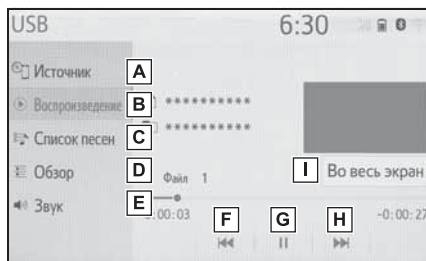 USB 6:30
Источник A
Воспроизведение B **********
Список песен C **********
Обзор D Файл 1 I Во весь экран
Звук E
0:00:03 F G H -0:00:27